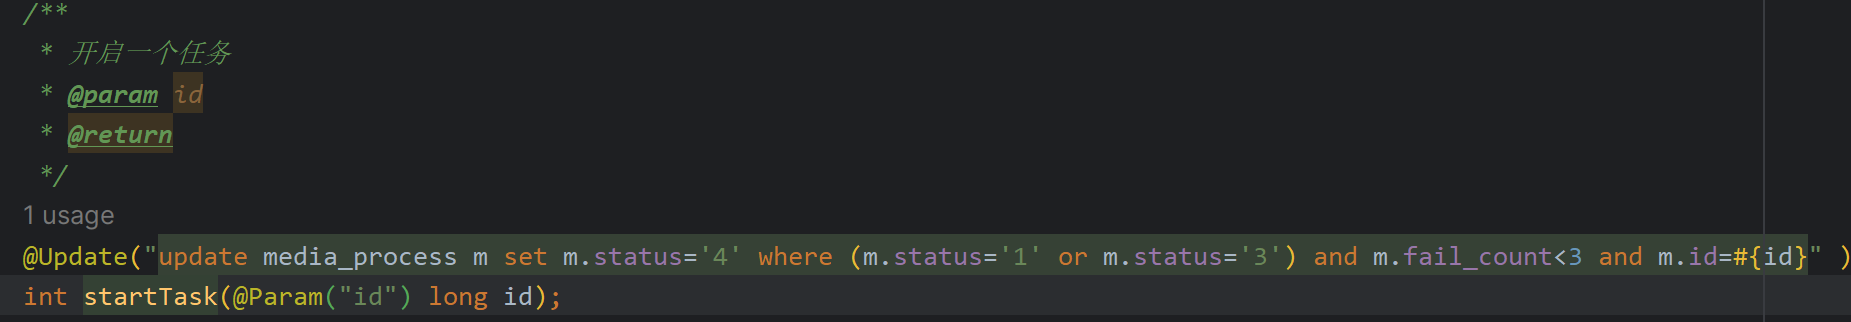 /**
 * 开启一个任务
 * @param id
 * @return
 */
1 usage
@Update("update media_process m set m.status='4' where (m.status='1' or m.status='3') and m.fail_count<3 and m.id=#{id}" )
int startTask(@Param("id") long id);